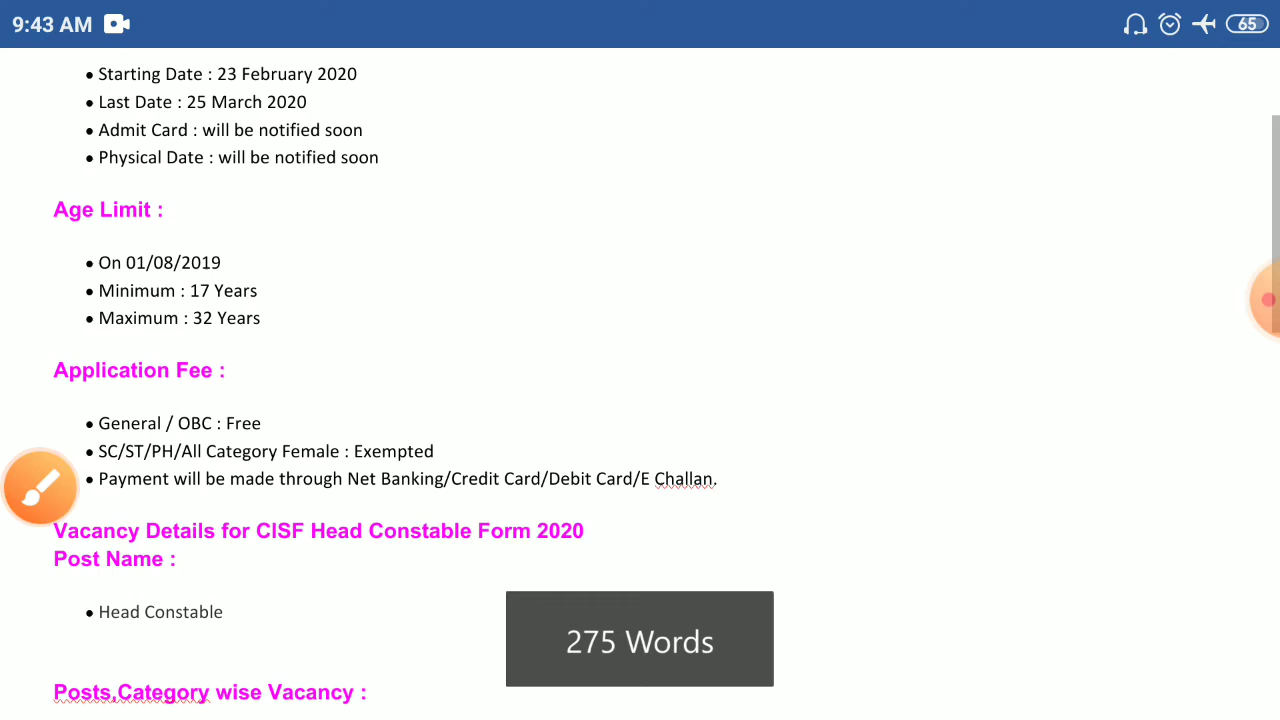 9:43 AM 65
• Starting Date : 23 February 2020
• Last Date : 25 March 2020
• Admit Card : will be notified soon
• Physical Date : will be notified soon
Age Limit :
• On 01/08/2019
• Minimum : 17 Years
• Maximum : 32 Years
Application Fee :
• General / OBC : Free
• SC/ST/PH/All Category Female : Exempted
• Payment will be made through Net Banking/Credit Card/Debit Card/E Challan.
Vacancy Details for CISF Head Constable Form 2020
Post Name :
• Head Constable
275 Words
Posts,Category wise Vacancy :